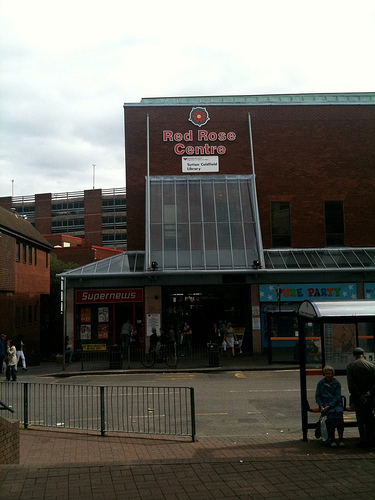 Red Rose
Centre
Sutton Coldfield
Library
Supernews
PARTY